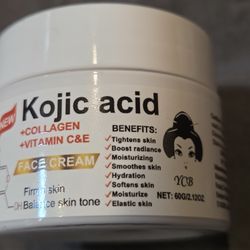 NEW
Kojic acid
+COLLAGEN
+VITAMIN C&E
FACE CREAM
Firm skin
Balance skin tone
OH
BENEFITS:
✓Tightens skin
✓Boost radiance
✓Moisturizing
✓Smoothes skin
✓Hydration
✓Softens skin
✓Moisturize
✓Elastic skin
YCB
NET: 60G/2.12OZ